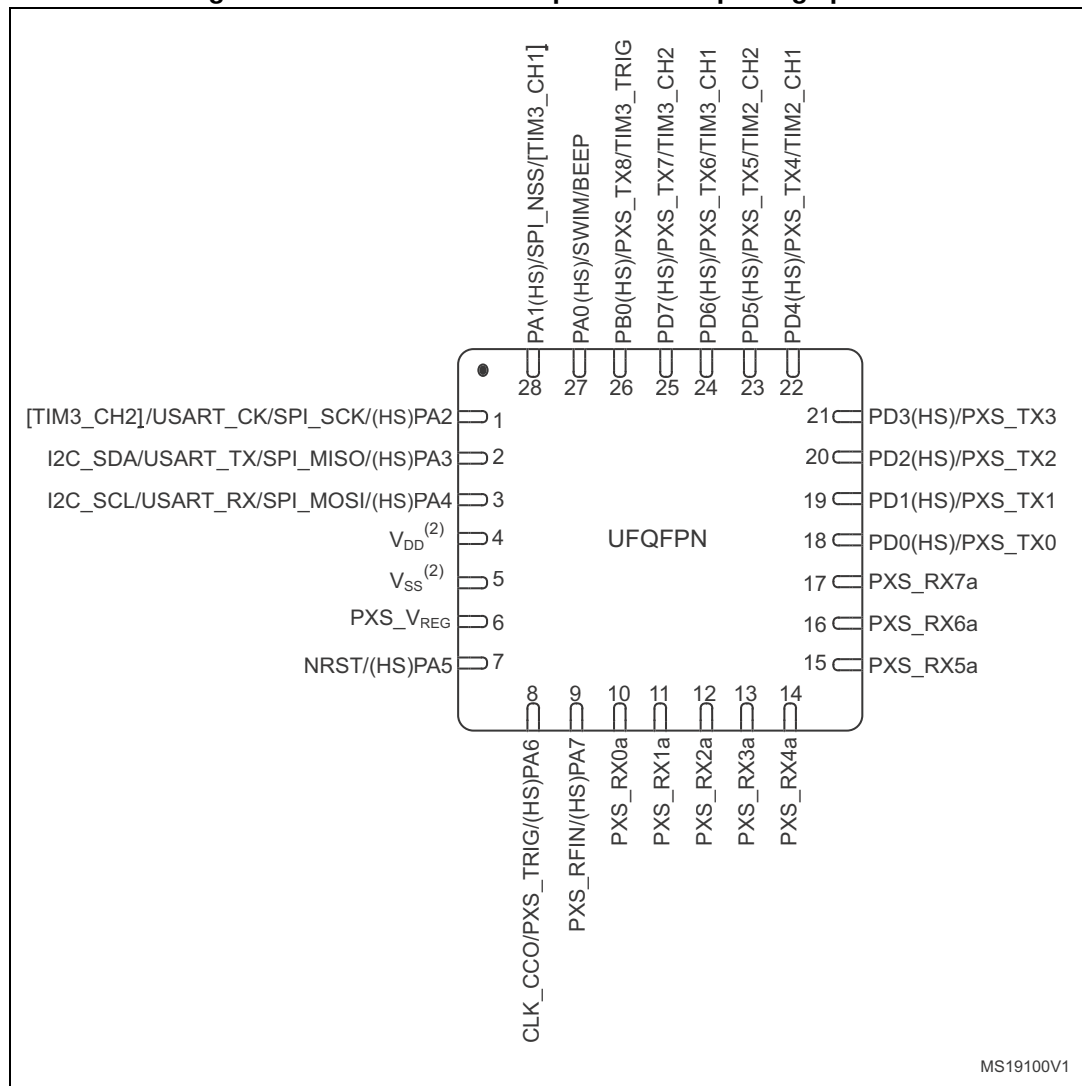 PA1(HS)/SPI_NSS/[TIM3_CH1]
PA0(HS)/SWIM/BEEP
PB0(HS)/PXS_TX8/TIM3_TRIG
PD7(HS)/PXS_TX7/TIM3_CH2
PD6(HS)/PXS_TX6/TIM3_CH1
PD5(HS)/PXS_TX5/TIM2_CH2
PD4(HS)/PXS_TX4/TIM2_CH1
28 27 26 25 24 23 22
[TIM3_CH2]/USART_CK/SPI_SCK/(HS)PA2 1
I2C_SDA/USART_TX/SPI_MISO/(HS)PA3 2
I2C_SCL/USART_RX/SPI_MOSI/(HS)PA4 3
VDD(2) 4
VSS(2) 5
PXS_VREG 6
NRST/(HS)PA5 7
UFQFPN
21 PD3(HS)/PXS_TX3
20 PD2(HS)/PXS_TX2
19 PD1(HS)/PXS_TX1
18 PD0(HS)/PXS_TX0
17 PXS_RX7a
16 PXS_RX6a
15 PXS_RX5a
8 9 10 11 12 13 14
CLK_CCO/PXS_TRIG/(HS)PA6
PXS_RFIN/(HS)PA7
PXS_RX0a
PXS_RX1a
PXS_RX2a
PXS_RX3a
PXS_RX4a
MS19100V1